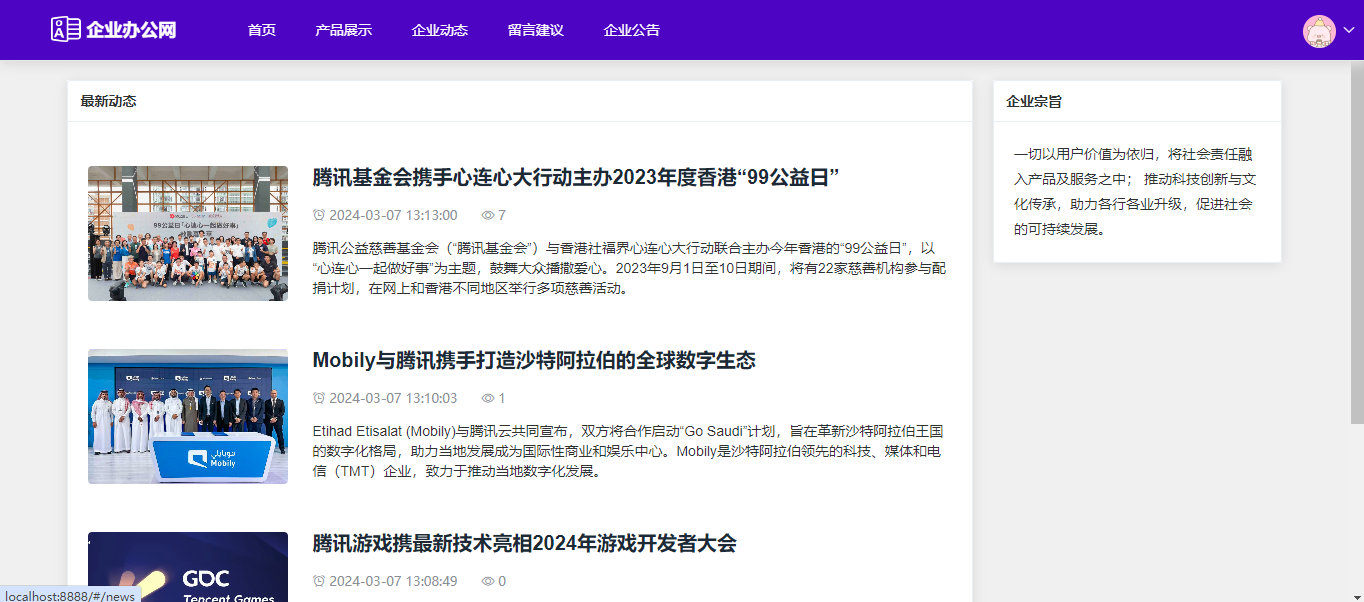 OA 企业办公网 首页 产品展示 企业动态 留言建议 企业公告
最新动态
腾讯基金会携手心连心大行动主办2023年度香港“99公益日”
2024-03-07 13:13:00 7
腾讯公益慈善基金会（“腾讯基金会”）与香港社福界心连心大行动联合主办今年香港的“99公益日”，以
“心连心一起做好事”为主题，鼓舞大众播撒爱心。2023年9月1日至10日期间，将有22家慈善机构参与配
捐计划，在网上和香港不同地区举行多项慈善活动。
99公益日「心连心一起做好事」
Mobily与腾讯携手打造沙特阿拉伯的全球数字生态
2024-03-07 13:10:03 1
Etihad Etisalat (Mobily)与腾讯云共同宣布，双方将合作启动“Go Saudi”计划，旨在革新沙特阿拉伯王国
的数字化格局，助力当地发展成为国际性商业和娱乐中心。Mobily是沙特阿拉伯领先的科技、媒体和电
信（TMT）企业，致力于推动当地数字化发展。
موبايلي
Mobily
腾讯游戏携最新技术亮相2024年游戏开发者大会
2024-03-07 13:08:49 0
GDC
Tencent Games
企业宗旨
一切以用户价值为依归，将社会责任融
入产品及服务之中； 推动科技创新与文
化传承，助力各行各业升级，促进社会
的可持续发展。
localhost:8888/#/news